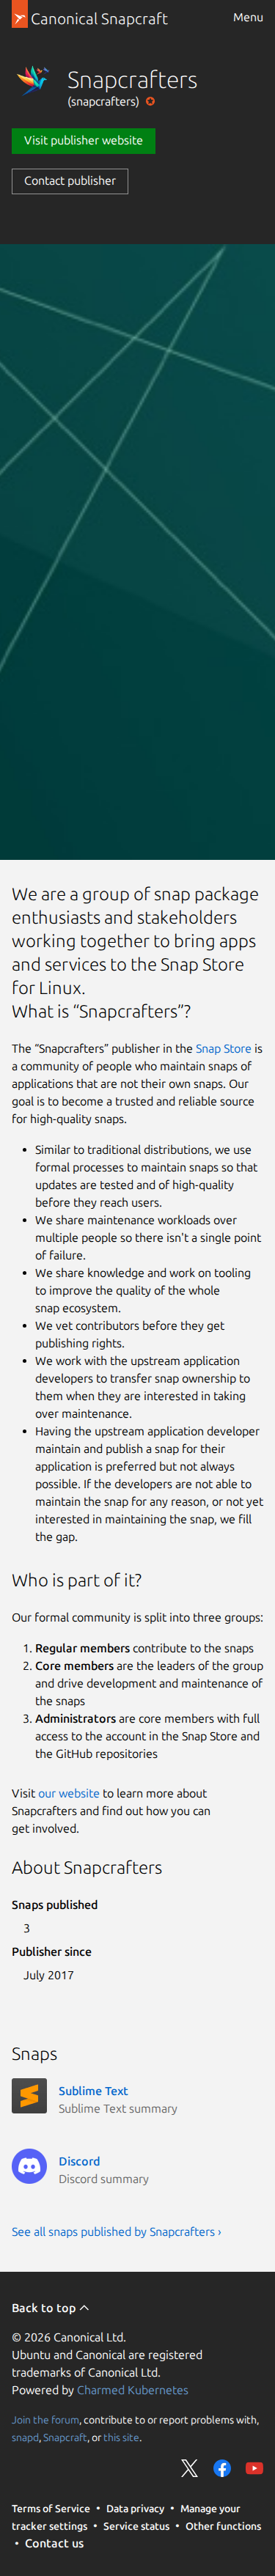 Canonical Snapcraft
Menu
Snapcrafters
(snapcrafters)
Visit publisher website
Contact publisher
We are a group of snap package
enthusiasts and stakeholders
working together to bring apps
and services to the Snap Store
for Linux.
What is “Snapcrafters”?
The “Snapcrafters” publisher in the Snap Store is
a community of people who maintain snaps of
applications that are not their own snaps. Our
goal is to become a trusted and reliable source
for high-quality snaps.
• Similar to traditional distributions, we use
formal processes to maintain snaps so that
updates are tested and of high-quality
before they reach users.
• We share maintenance workloads over
multiple people so there isn't a single point
of failure.
• We share knowledge and work on tooling
to improve the quality of the whole
snap ecosystem.
• We vet contributors before they get
publishing rights.
• We work with the upstream application
developers to transfer snap ownership to
them when they are interested in taking
over maintenance.
• Having the upstream application developer
maintain and publish a snap for their
application is preferred but not always
possible. If the developers are not able to
maintain the snap for any reason, or not yet
interested in maintaining the snap, we fill
the gap.
Who is part of it?
Our formal community is split into three groups:
1. Regular members contribute to the snaps
2. Core members are the leaders of the group
and drive development and maintenance of
the snaps
3. Administrators are core members with full
access to the account in the Snap Store and
the GitHub repositories
Visit our website to learn more about
Snapcrafters and find out how you can
get involved.
About Snapcrafters
Snaps published
3
Publisher since
July 2017
Snaps
Sublime Text
Sublime Text summary
Discord
Discord summary
See all snaps published by Snapcrafters ›
Back to top
© 2026 Canonical Ltd.
Ubuntu and Canonical are registered
trademarks of Canonical Ltd.
Powered by Charmed Kubernetes
Join the forum, contribute to or report problems with,
snapd, Snapcraft, or this site.
Terms of Service • Data privacy • Manage your
tracker settings • Service status • Other functions
• Contact us